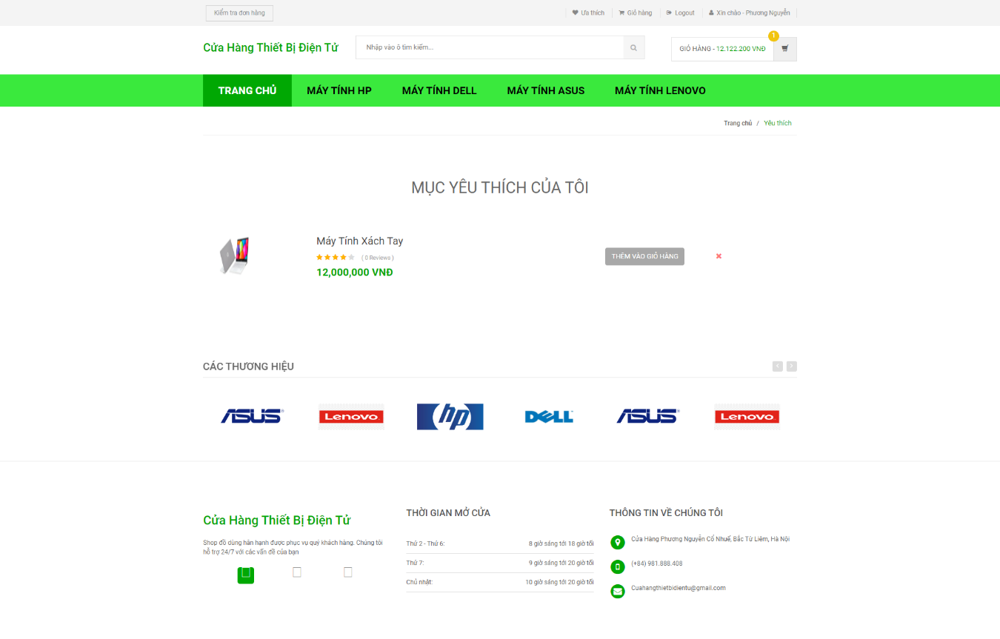 Kiểm tra đơn hàng
Ưa thích
Giỏ hàng
Logout
Xin chào - Phương Nguyễn
Cửa Hàng Thiết Bị Điện Tử
Nhập vào ô tìm kiếm...
GIỎ HÀNG - 12.122.200 VNĐ
1
TRANG CHỦ
MÁY TÍNH HP
MÁY TÍNH DELL
MÁY TÍNH ASUS
MÁY TÍNH LENOVO
Trang chủ / Yêu thích
MỤC YÊU THÍCH CỦA TÔI
Máy Tính Xách Tay
( 0 Reviews )
12,000,000 VNĐ
THÊM VÀO GIỎ HÀNG
CÁC THƯƠNG HIỆU
ASUS
Lenovo
hp
DELL
ASUS
Lenovo
Cửa Hàng Thiết Bị Điện Tử
Shop đồ dùng hân hạnh được phục vụ quý khách hàng. Chúng tôi
hỗ trợ 24/7 với các vấn đề của bạn
THỜI GIAN MỞ CỬA
Thứ 2 - Thứ 6: 8 giờ sáng tới 18 giờ tối
Thứ 7: 9 giờ sáng tới 20 giờ tối
Chủ nhật: 10 giờ sáng tới 20 giờ tối
THÔNG TIN VỀ CHÚNG TÔI
Cửa Hàng Phương Nguyễn Cổ Nhuế, Bắc Từ Liêm, Hà Nội
(+84) 981.888.408
Cuahangthietbidientu@gmail.com